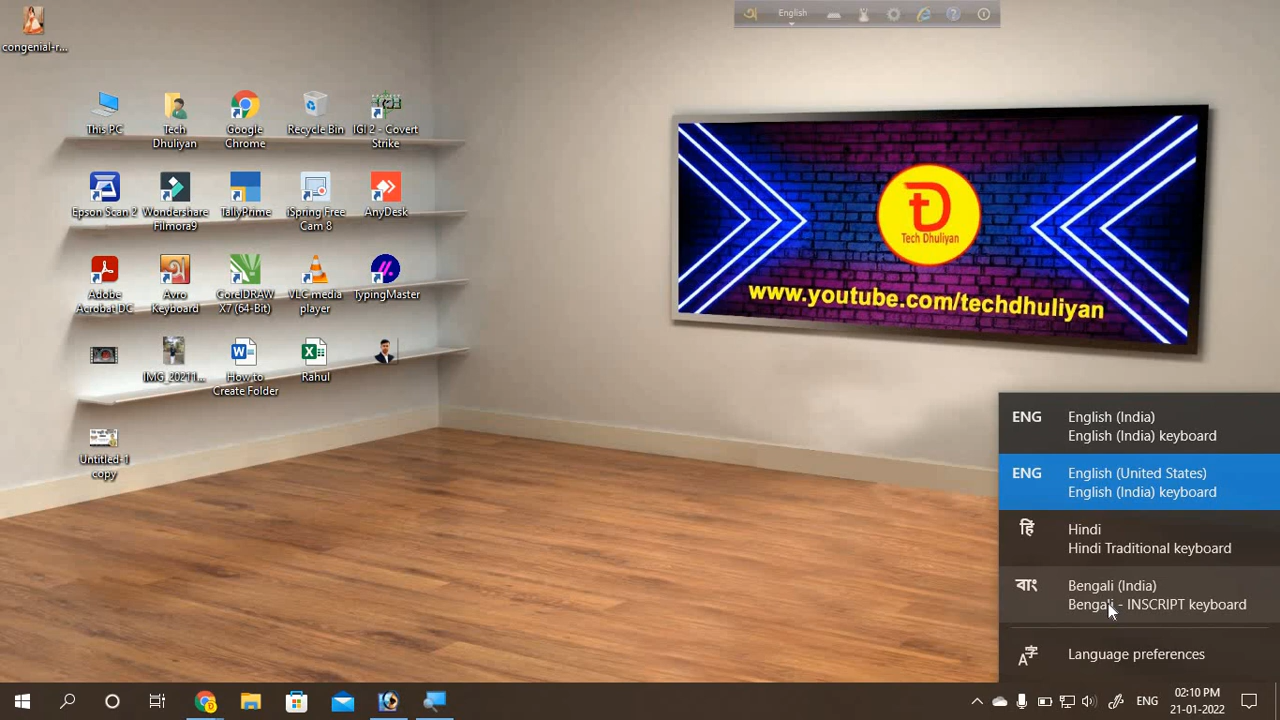 English
congenial-r...
This PC
Tech Dhuliyan
Google Chrome
Recycle Bin
IGI 2 - Covert Strike
Epson Scan 2
Wondershare Filmora9
TallyPrime
iSpring Free Cam 8
AnyDesk
Adobe Acrobat DC
Avro Keyboard
CorelDRAW X7 (64-Bit)
VLC media player
TypingMaster
IMG_20211...
How to Create Folder
Rahul
Untitled-1 copy
Tech Dhuliyan
www.youtube.com/techdhuliyan
ENG English (India)
English (India) keyboard
ENG English (United States)
English (India) keyboard
हिं Hindi
Hindi Traditional keyboard
বাং Bengali (India)
Bengali - INSCRIPT keyboard
Language preferences
ENG
02:10 PM
21-01-2022